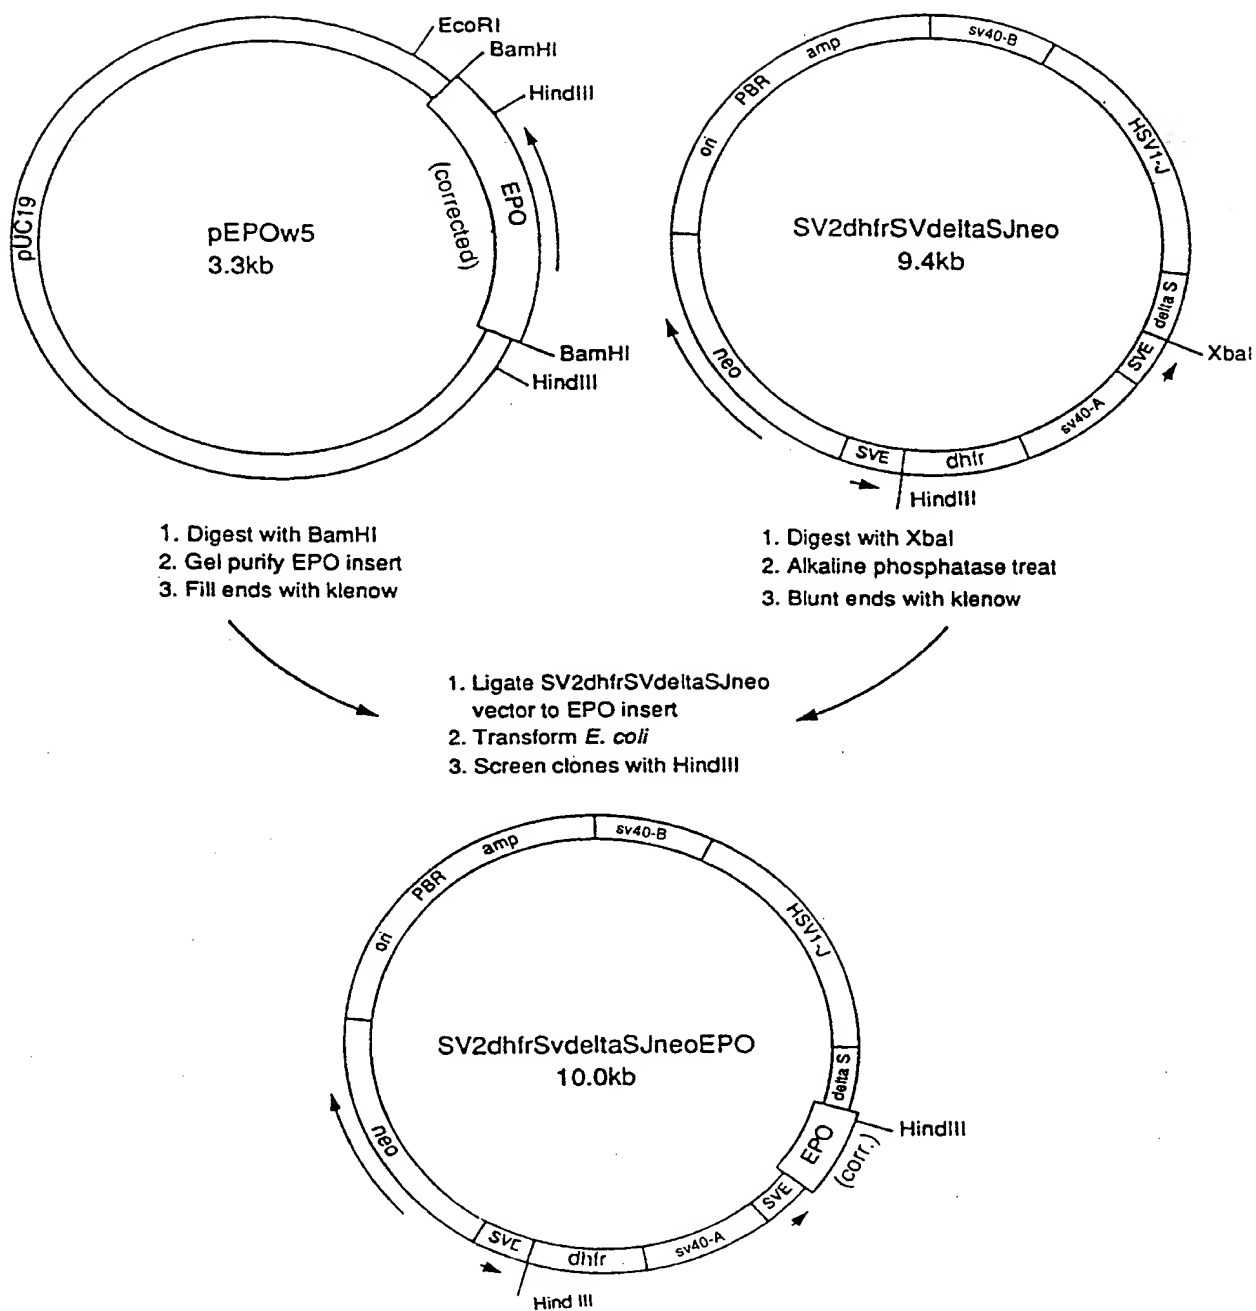 EcoRI
BamHI
HindIII
EPO
(corrected)
pUC19
pEPOw5
3.3kb
BamHI
HindIII
sv40-B
amp
PBR
ori
HSV1-J
SV2dhfrSVdeltaSJneo
9.4kb
delta S
XbaI
SVE
sv40-A
neo
SVE
dhfr
HindIII
1. Digest with BamHI
2. Gel purify EPO insert
3. Fill ends with klenow
1. Digest with XbaI
2. Alkaline phosphatase treat
3. Blunt ends with klenow
1. Ligate SV2dhfrSVdeltaSJneo
vector to EPO insert
2. Transform E. coli
3. Screen clones with HindIII
sv40-B
amp
PBR
ori
HSV1-J
SV2dhfrSvdeltaSJneoEPO
10.0kb
delta S
HindIII
EPO
(corr.)
neo
SVE
sv40-A
SVE
dhfr
Hind III